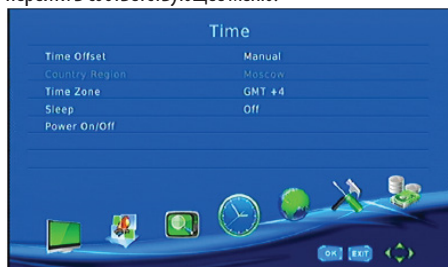 Time
Time Offset Manual
Country Region Moscow
Time Zone GMT +4
Sleep Off
Power On/Off
OK EXIT